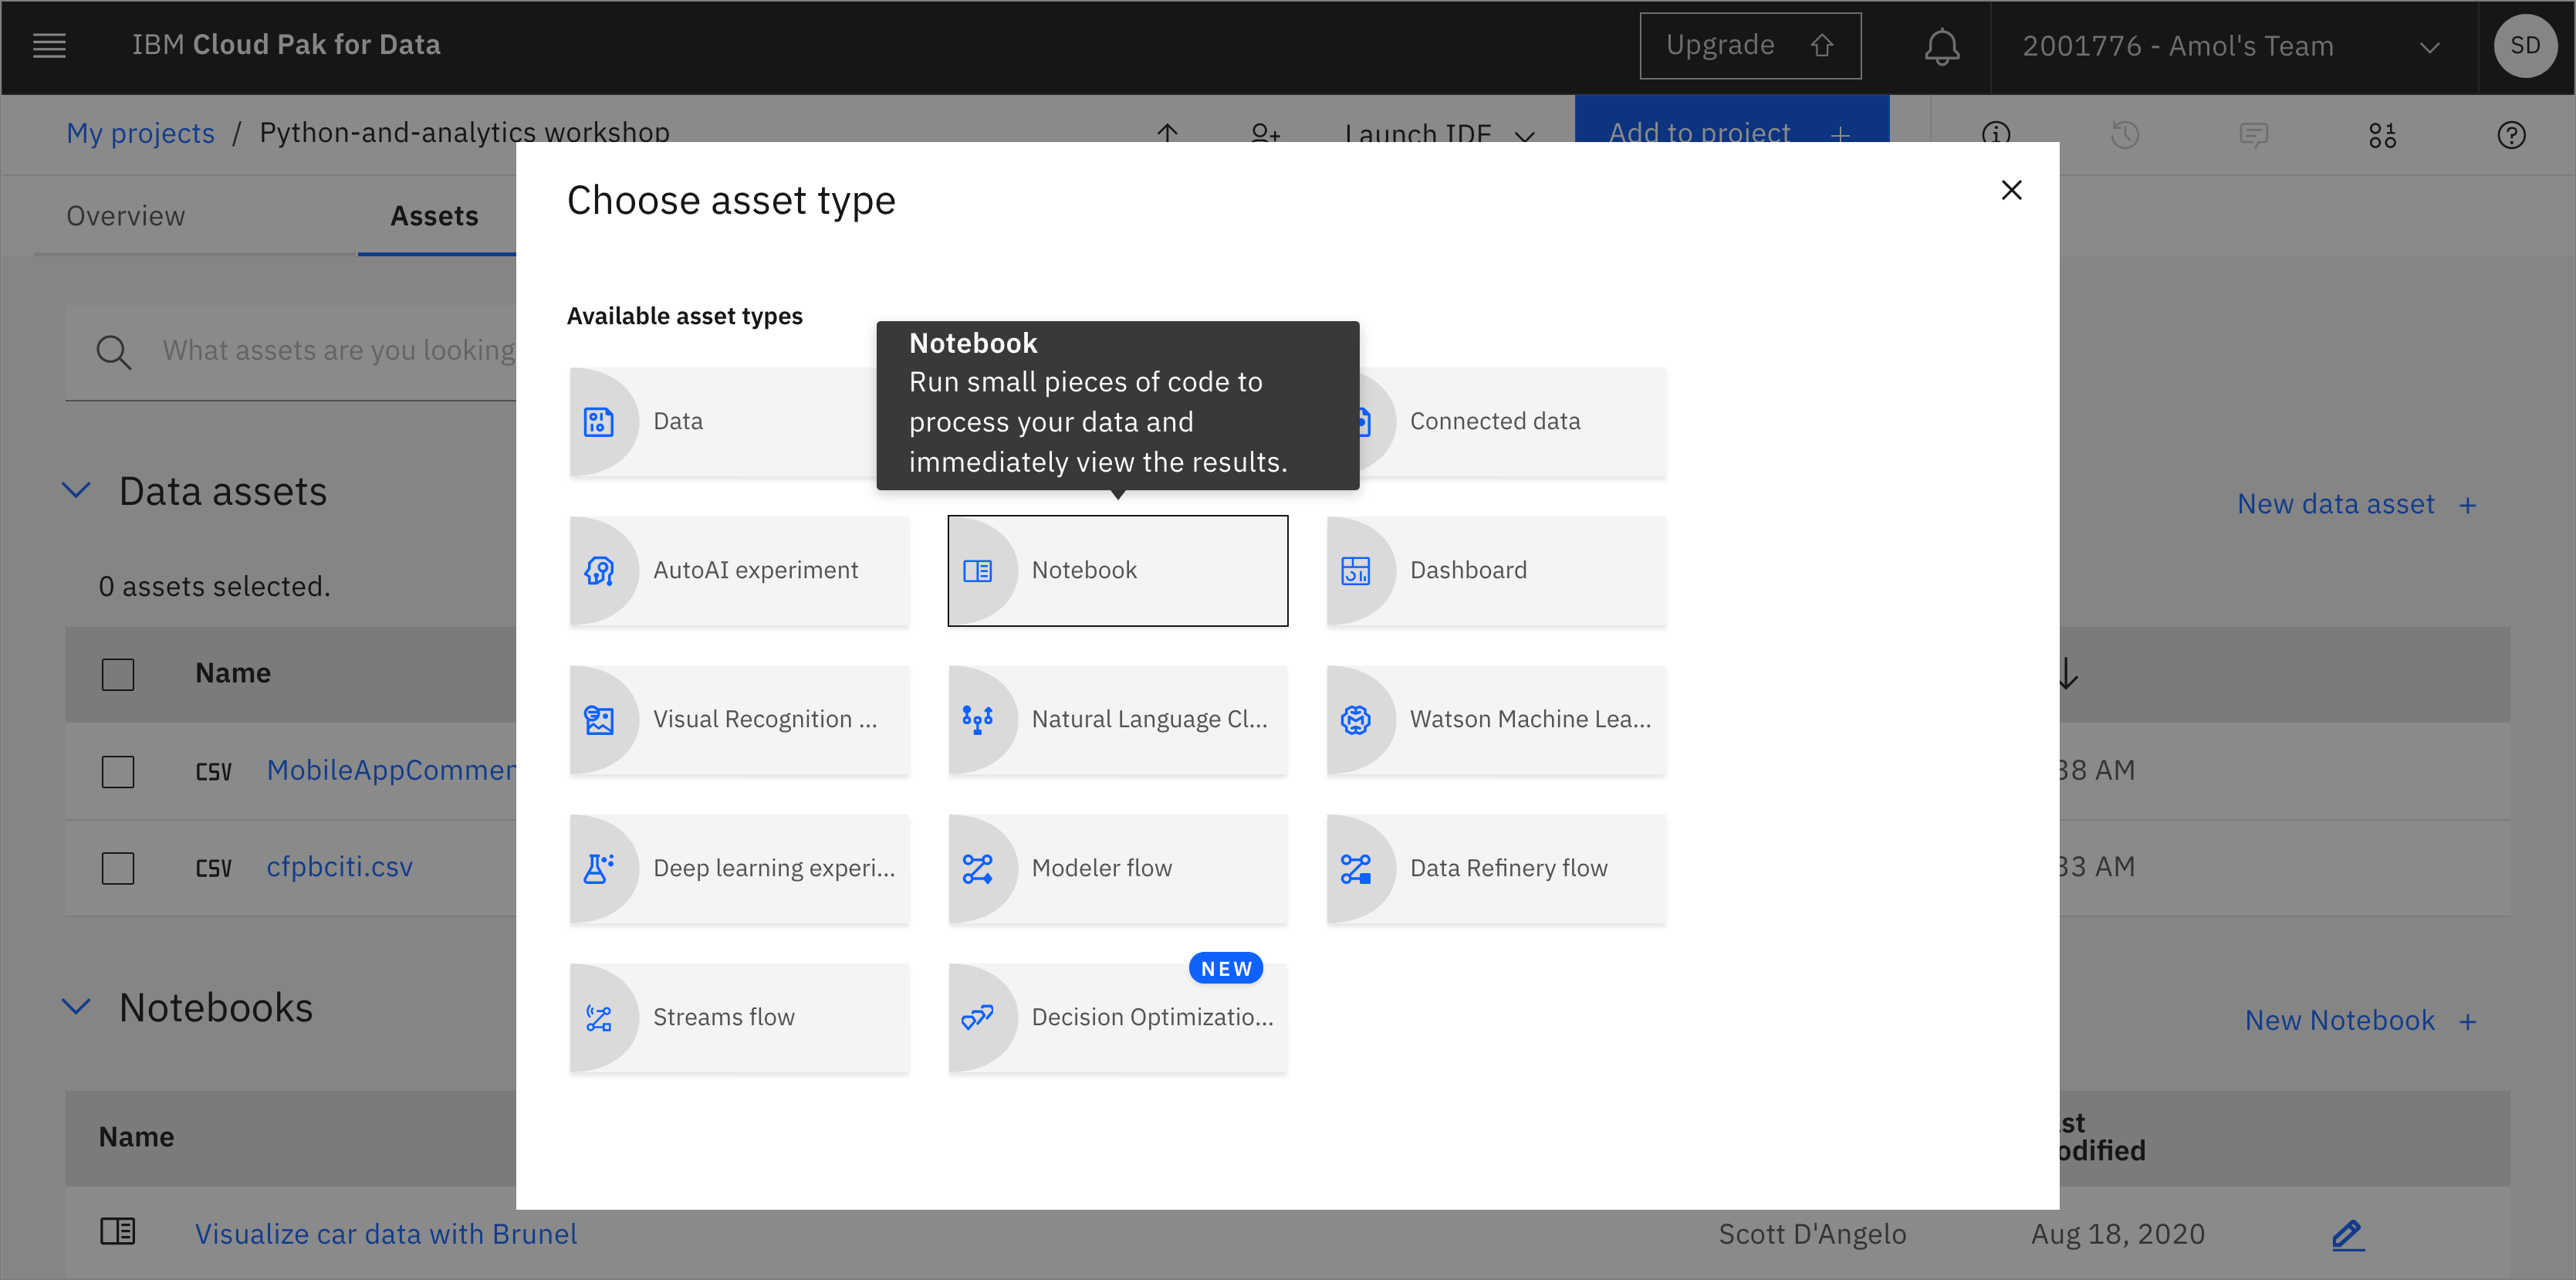 IBM Cloud Pak for Data
Upgrade
2001776 - Amol's Team
SD
My projects / Python-and-analytics workshop
Launch IDE
Add to project +
Overview
Assets
Choose asset type
What assets are you looking
Available asset types
Notebook
Run small pieces of code to
process your data and
immediately view the results.
Data
Connected data
Data assets
New data asset +
0 assets selected.
AutoAI experiment
Notebook
Dashboard
Name
Visual Recognition ...
Natural Language Cl...
Watson Machine Lea...
CSV MobileAppCommen
38 AM
CSV cfpbciti.csv
33 AM
Deep learning experi...
Modeler flow
Data Refinery flow
NEW
Streams flow
Decision Optimizatio...
Notebooks
New Notebook +
Name
st
odified
Visualize car data with Brunel
Scott D'Angelo
Aug 18, 2020